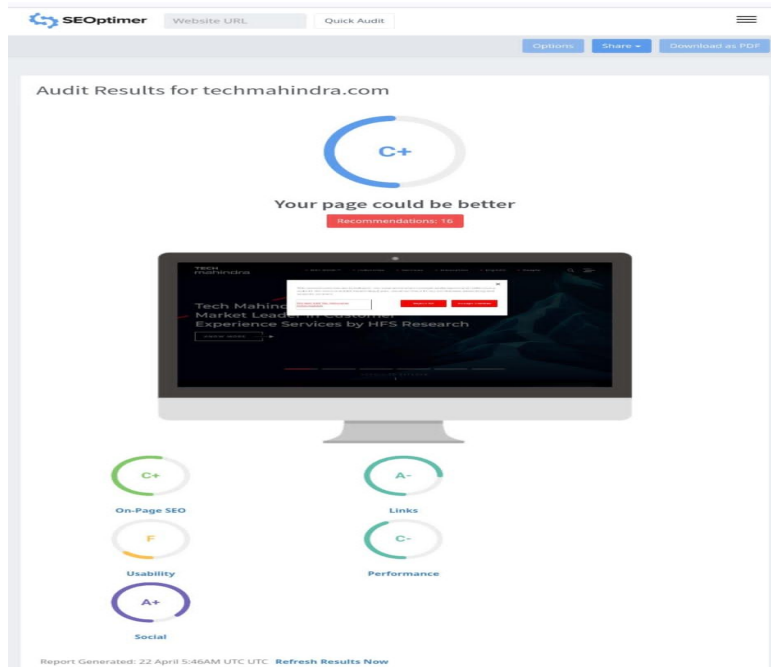 SEOptimer
Website URL
Quick Audit
Options
Share
Download as PDF
Audit Results for techmahindra.com
C+
Your page could be better
Recommendations: 16
TECH
mahindra
Tech Mahind
Market Leader in Customer
Experience Services by HFS Research
C+
A-
On-Page SEO
Links
F
C-
Usability
Performance
A+
Social
Report Generated: 22 April 5:46AM UTC UTC Refresh Results Now